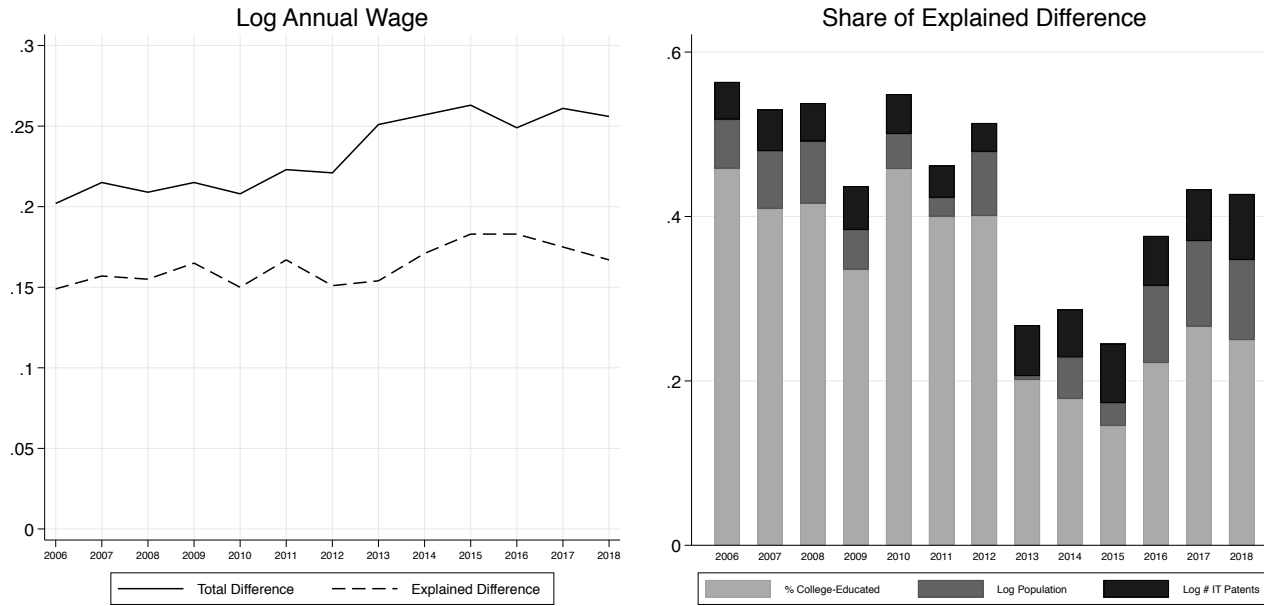 Log Annual Wage
.3
.25
.2
.15
.1
.05
0
2006 2007 2008 2009 2010 2011 2012 2013 2014 2015 2016 2017 2018
Total Difference Explained Difference
Share of Explained Difference
.6
.4
.2
0
2006 2007 2008 2009 2010 2011 2012 2013 2014 2015 2016 2017 2018
% College-Educated Log Population Log # IT Patents